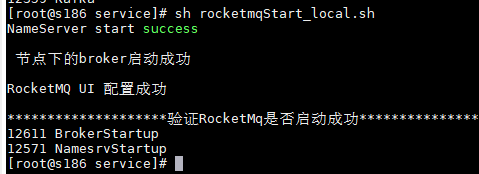 [root@s186 service]# sh rocketmqStart_local.sh
NameServer start success
节点下的broker启动成功
RocketMQ UI 配置成功
********************验证RocketMq是否启动成功***************
12611 BrokerStartup
12571 NamesrvStartup
[root@s186 service]#